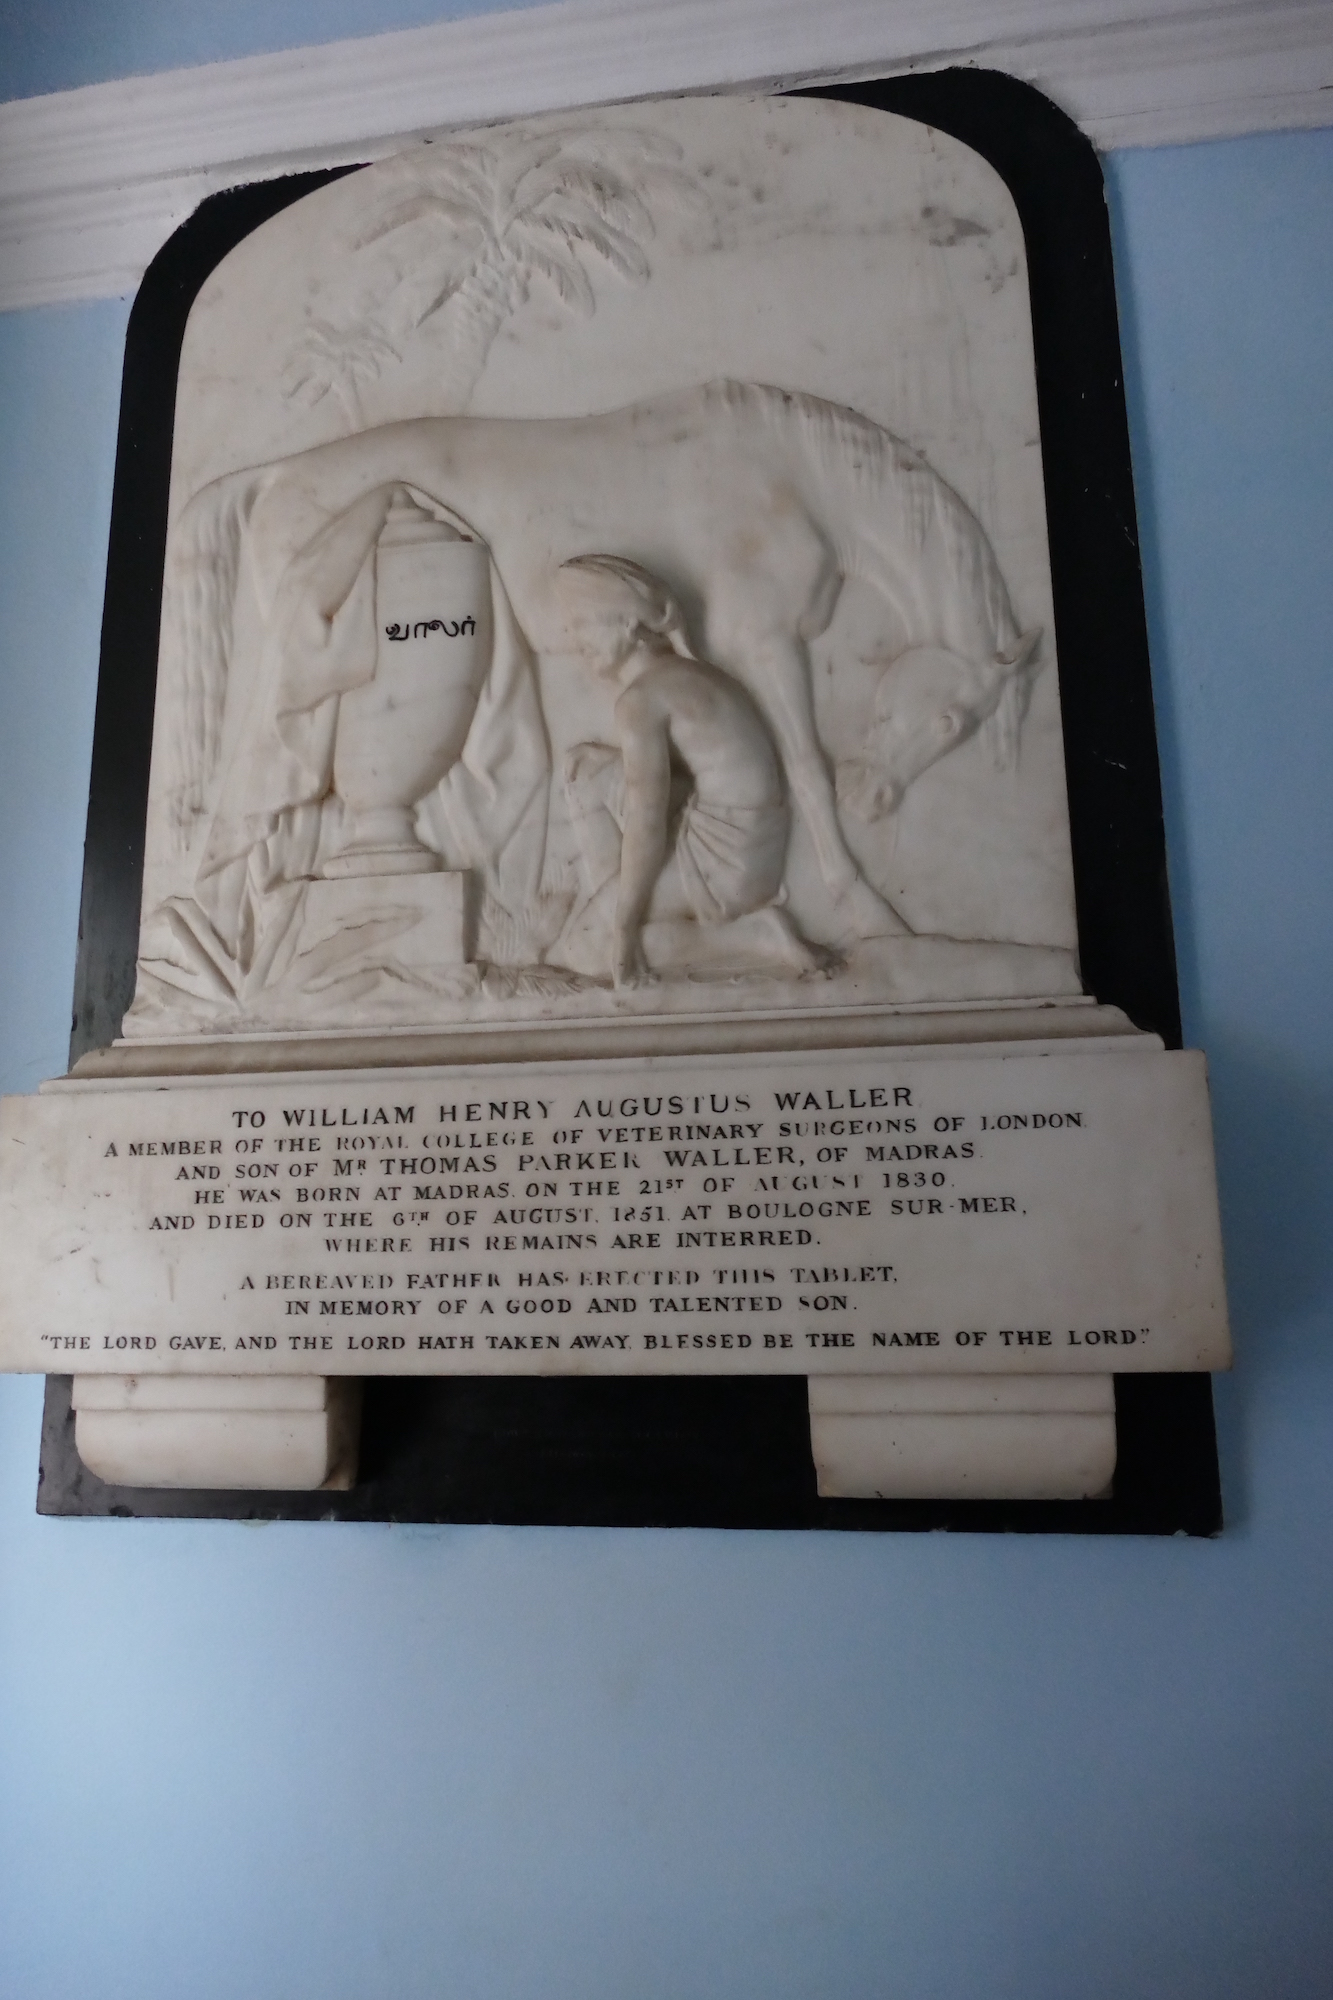 வாலர்
TO WILLIAM HENRY AUGUSTUS WALLER
A MEMBER OF THE ROYAL COLLEGE OF VETERINARY SURGEONS OF LONDON
AND SON OF MR THOMAS PARKER WALLER, OF MADRAS.
HE WAS BORN AT MADRAS. ON THE 21ST OF AUGUST 1830.
AND DIED ON THE 6TH OF AUGUST. 1851. AT BOULOGNE SUR-MER,
WHERE HIS REMAINS ARE INTERRED.
A BEREAVED FATHER HAS ERECTED THIS TABLET,
IN MEMORY OF A GOOD AND TALENTED SON.
"THE LORD GAVE, AND THE LORD HATH TAKEN AWAY. BLESSED BE THE NAME OF THE LORD."